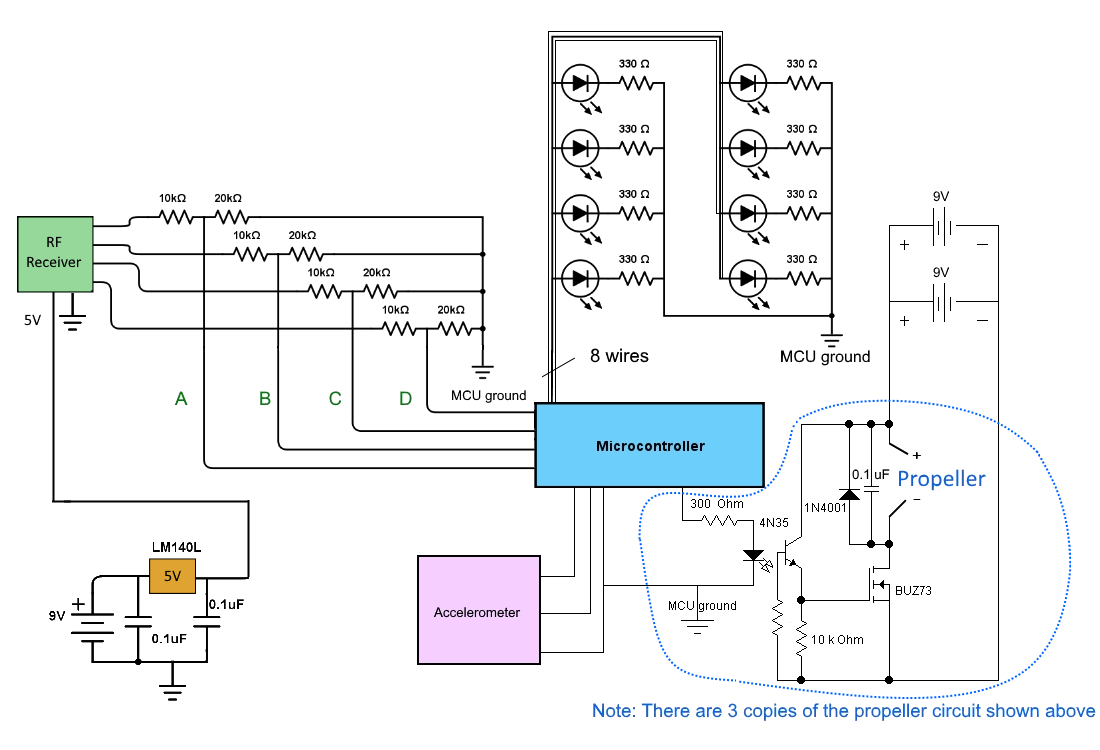 330 Ω
330 Ω
330 Ω
330 Ω
330 Ω
330 Ω
330 Ω
330 Ω
9V
+
−
9V
+
−
10kΩ
20kΩ
10kΩ
20kΩ
10kΩ
20kΩ
10kΩ
20kΩ
RF
Receiver
5V
8 wires
MCU ground
MCU ground
A
B
C
D
Microcontroller
300 Ohm
4N35
1N4001
0.1 uF
+
Propeller
−
BUZ73
MCU ground
10 k Ohm
LM140L
5V
9V
+
0.1uF
0.1uF
Accelerometer
Note: There are 3 copies of the propeller circuit shown above